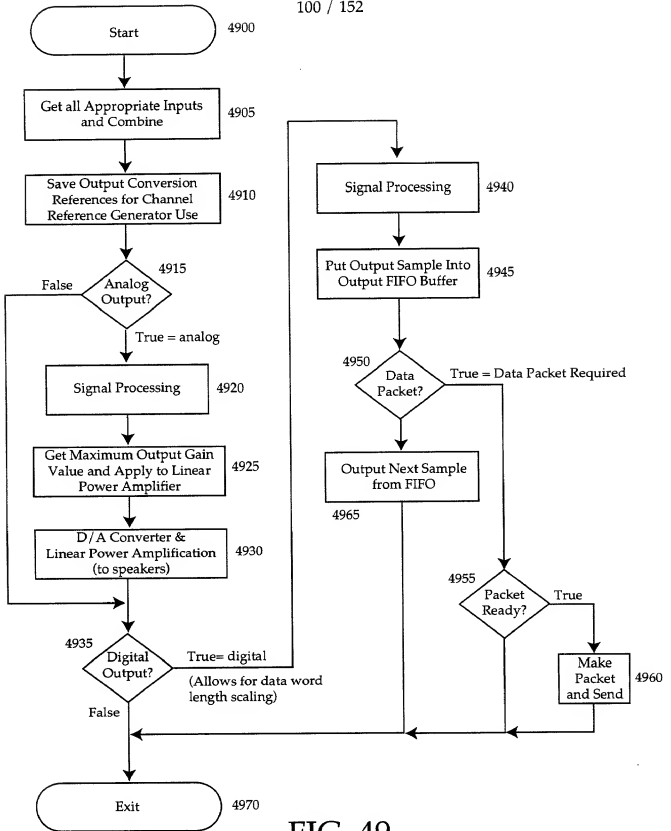 100 / 152
Start
4900
Get all Appropriate Inputs
and Combine
4905
Save Output Conversion
References for Channel
Reference Generator Use
4910
4915
False
Analog
Output?
True = analog
Signal Processing
4920
Get Maximum Output Gain
Value and Apply to Linear
Power Amplifier
4925
D/A Converter &
Linear Power Amplification
(to speakers)
4930
4935
Digital
Output?
True= digital
(Allows for data word
length scaling)
False
Exit
4970
Signal Processing
4940
Put Output Sample Into
Output FIFO Buffer
4945
4950
Data
Packet?
True = Data Packet Required
Output Next Sample
from FIFO
4965
4955
Packet
Ready?
True
Make
Packet
and Send
4960
FIG. 49